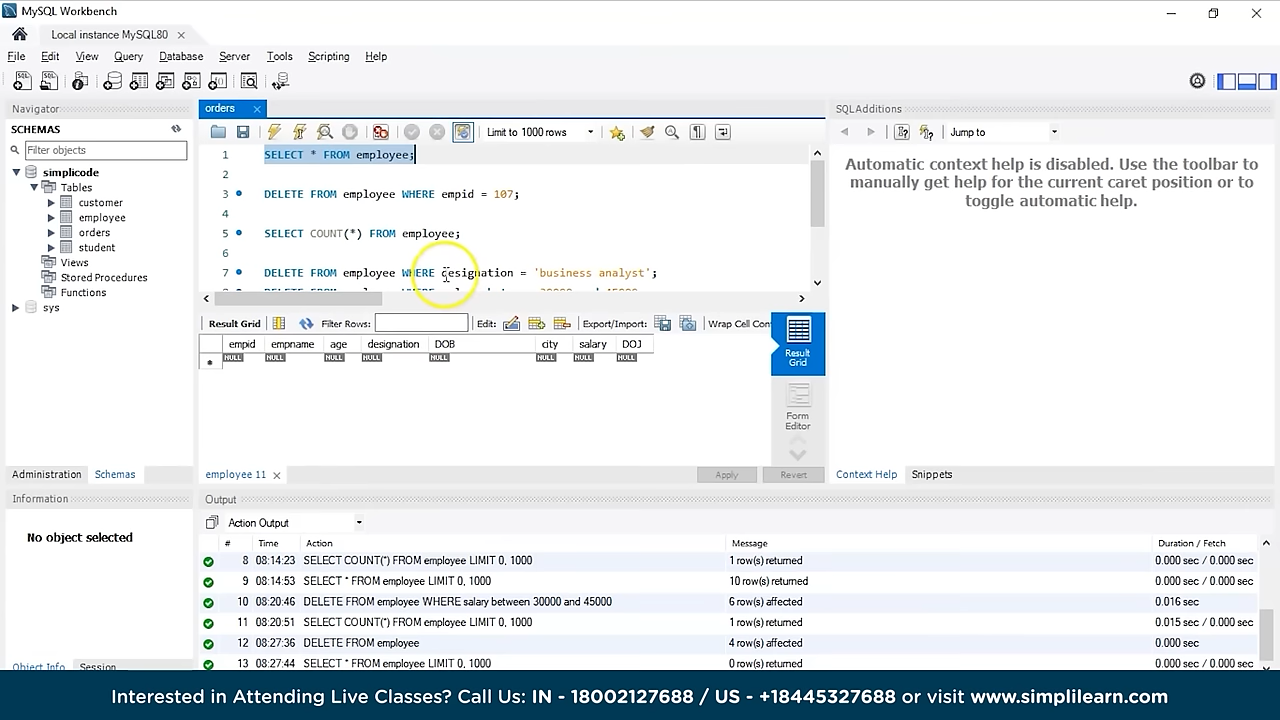 MySQL Workbench
Local instance MySQL80
File Edit View Query Database Server Tools Scripting Help
Navigator
SCHEMAS
Filter objects
simplicode
Tables
customer
employee
orders
student
Views
Stored Procedures
Functions
sys
Administration Schemas
Information
No object selected
Object Info Session
orders
Limit to 1000 rows
1 SELECT * FROM employee;
2
3 DELETE FROM employee WHERE empid = 107;
4
5 SELECT COUNT(*) FROM employee;
6
7 DELETE FROM employee WHERE designation = 'business analyst';
Result Grid Filter Rows: Edit: Export/Import: Wrap Cell Con
empid empname age designation DOB city salary DOJ
NULL NULL NULL NULL NULL NULL NULL NULL
Result Grid
Form Editor
employee 11 Apply Revert
SQLAdditions
Jump to
Automatic context help is disabled. Use the toolbar to
manually get help for the current caret position or to
toggle automatic help.
Context Help Snippets
Output
Action Output
# Time Action Message Duration / Fetch
8 08:14:23 SELECT COUNT(*) FROM employee LIMIT 0, 1000 1 row(s) returned 0.000 sec / 0.000 sec
9 08:14:53 SELECT * FROM employee LIMIT 0, 1000 10 row(s) returned 0.000 sec / 0.000 sec
10 08:20:46 DELETE FROM employee WHERE salary between 30000 and 45000 6 row(s) affected 0.016 sec
11 08:20:51 SELECT COUNT(*) FROM employee LIMIT 0, 1000 1 row(s) returned 0.015 sec / 0.000 sec
12 08:27:36 DELETE FROM employee 4 row(s) affected 0.000 sec
13 08:27:44 SELECT * FROM employee LIMIT 0, 1000 0 row(s) returned 0.000 sec / 0.000 sec
Interested in Attending Live Classes? Call Us: IN - 18002127688 / US - +18445327688 or visit www.simplilearn.com